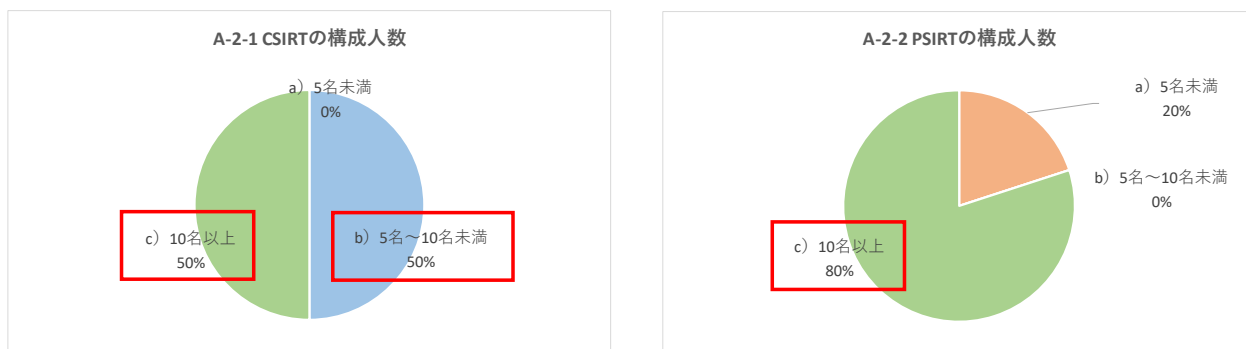 A-2-1 CSIRTの構成人数
a）5名未満
0%
c）10名以上
50%
b）5名～10名未満
50%
A-2-2 PSIRTの構成人数
a）5名未満
20%
b）5名～10名未満
0%
c）10名以上
80%